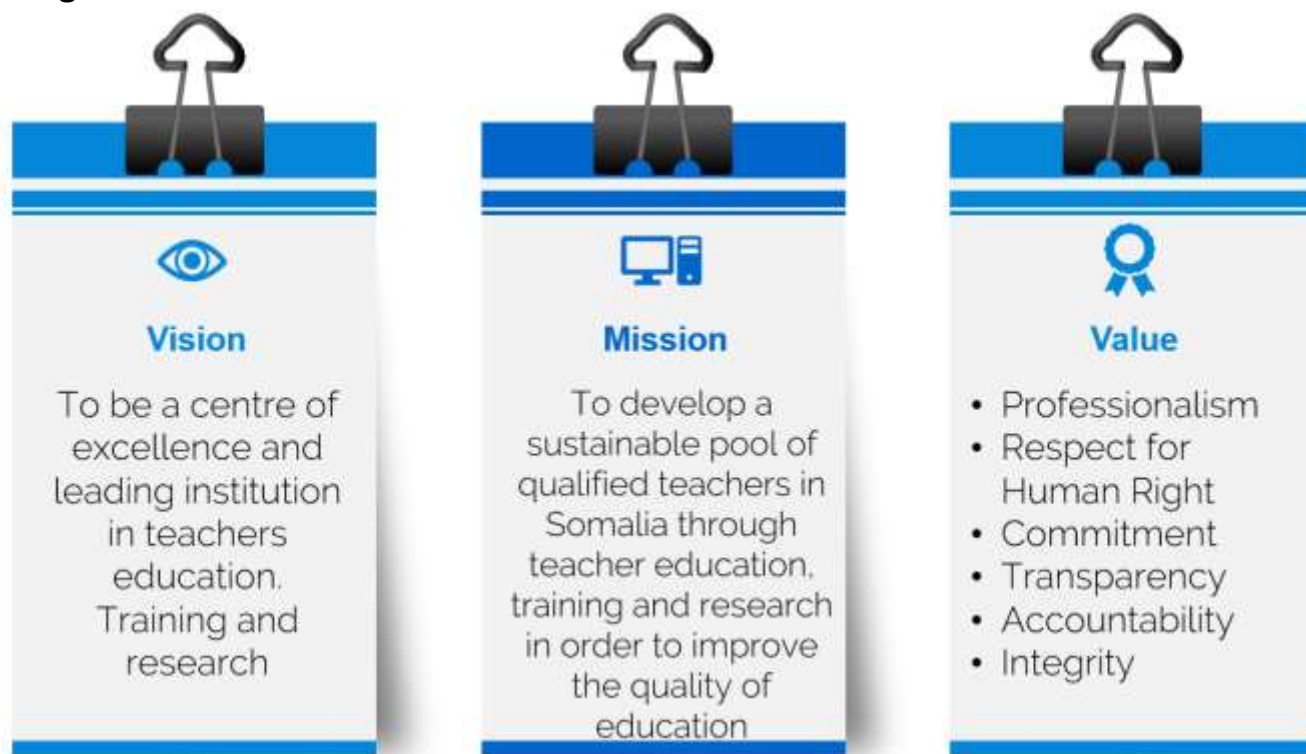 Vision
To be a centre of
excellence and
leading institution
in teachers
education.
Training and
research
Mission
To develop a
sustainable pool of
qualified teachers in
Somalia through
teacher education,
training and research
in order to improve
the quality of
education
Value
• Professionalism
• Respect for
Human Right
• Commitment
• Transparency
• Accountability
• Integrity